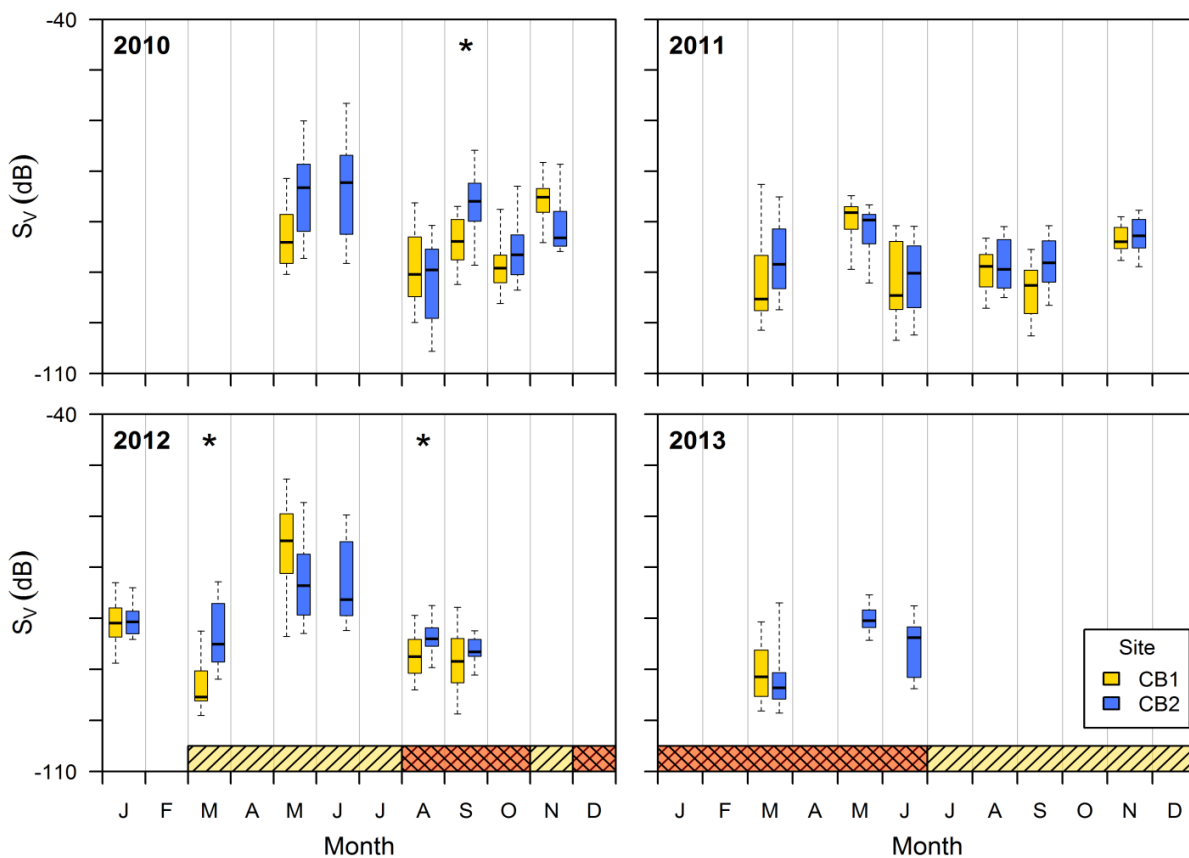 -40
2010
*
2011
Sv (dB)
-110
-40
2012
*
*
2013
Sv (dB)
Site
CB1
CB2
-110
J F M A M J J A S O N D
J F M A M J J A S O N D
Month
Month